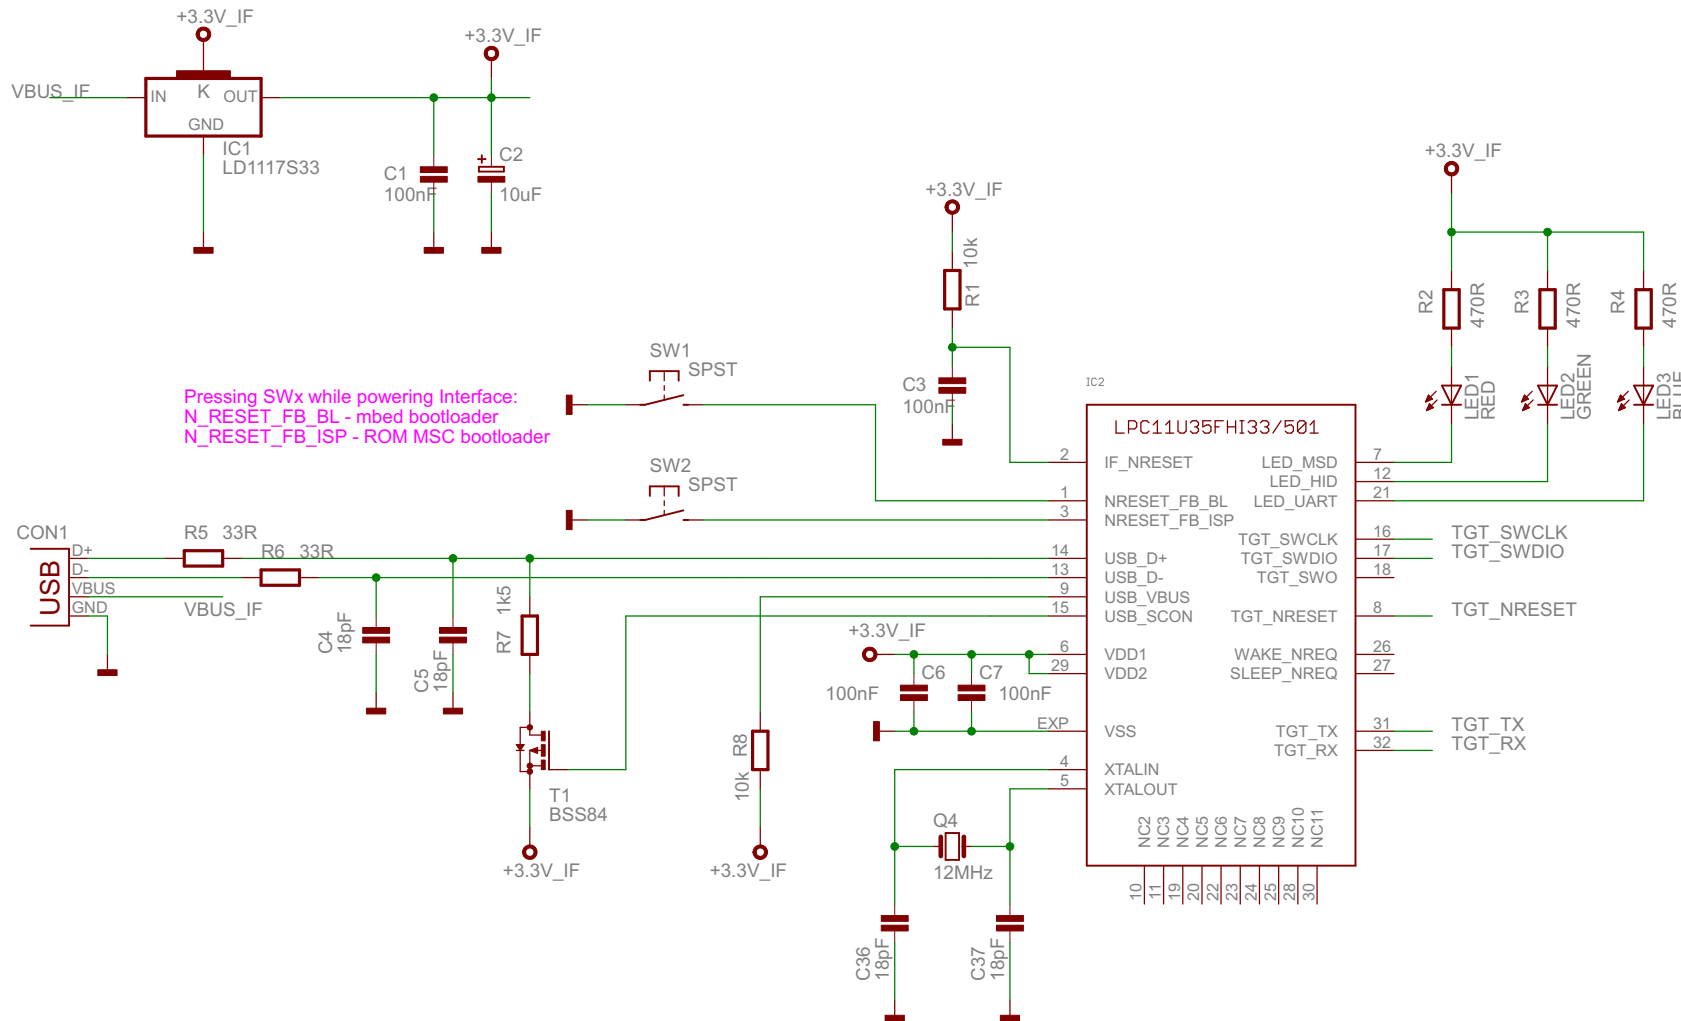 +3.3V_IF
+3.3V_IF
VBUS_IF
IN
K
OUT
GND
IC1
LD1117S33
C1
100nF
C2
10uF
+
+3.3V_IF
10k
R1
C3
100nF
+3.3V_IF
R2
470R
R3
470R
R4
470R
LED1
RED
LED2
GREEN
LED3
BLUE
SW1
SPST
Pressing SWx while powering Interface:
N_RESET_FB_BL - mbed bootloader
N_RESET_FB_ISP - ROM MSC bootloader
SW2
SPST
CON1
USB
D+
D-
VBUS
GND
R5 33R
R6 33R
VBUS_IF
C4
18pF
C5
18pF
R7
1k5
T1
BSS84
+3.3V_IF
R8
10k
+3.3V_IF
+3.3V_IF
C6
100nF
C7
100nF
Q4
12MHz
C36
18pF
C37
18pF
IC2
LPC11U35FHI33/501
2 IF_NRESET
1 NRESET_FB_BL
3 NRESET_FB_ISP
14 USB_D+
13 USB_D-
9 USB_VBUS
15 USB_SCON
6 VDD1
29 VDD2
EXP VSS
4 XTALIN
5 XTALOUT
LED_MSD 7
LED_HID 12
LED_UART 21
TGT_SWCLK 16 TGT_SWCLK
TGT_SWDIO 17 TGT_SWDIO
TGT_SWO 18
TGT_NRESET 8 TGT_NRESET
WAKE_NREQ 26
SLEEP_NREQ 27
TGT_TX 31 TGT_TX
TGT_RX 32 TGT_RX
NC2
NC3
NC4
NC5
NC6
NC7
NC8
NC9
NC10
NC11
10
11
19
20
22
23
24
25
28
30